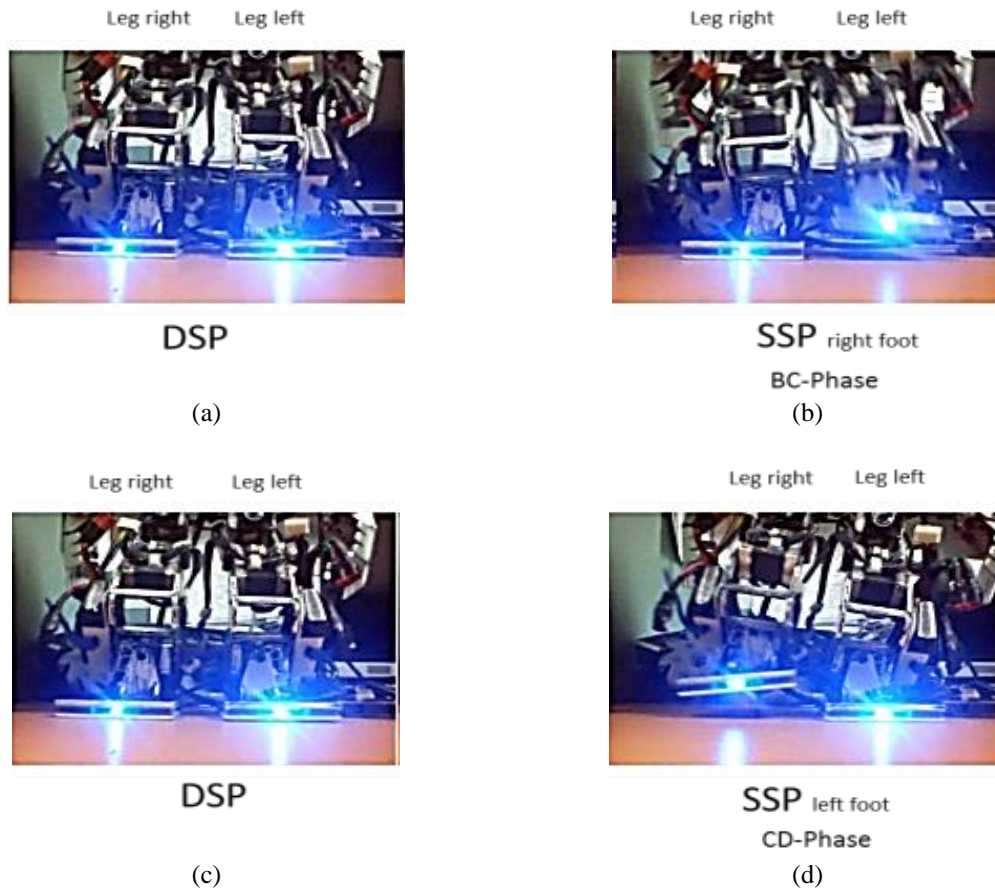 Leg right Leg left
Leg right Leg left
DSP
SSP right foot
BC-Phase
(a)
(b)
Leg right Leg left
Leg right Leg left
DSP
SSP left foot
CD-Phase
(c)
(d)